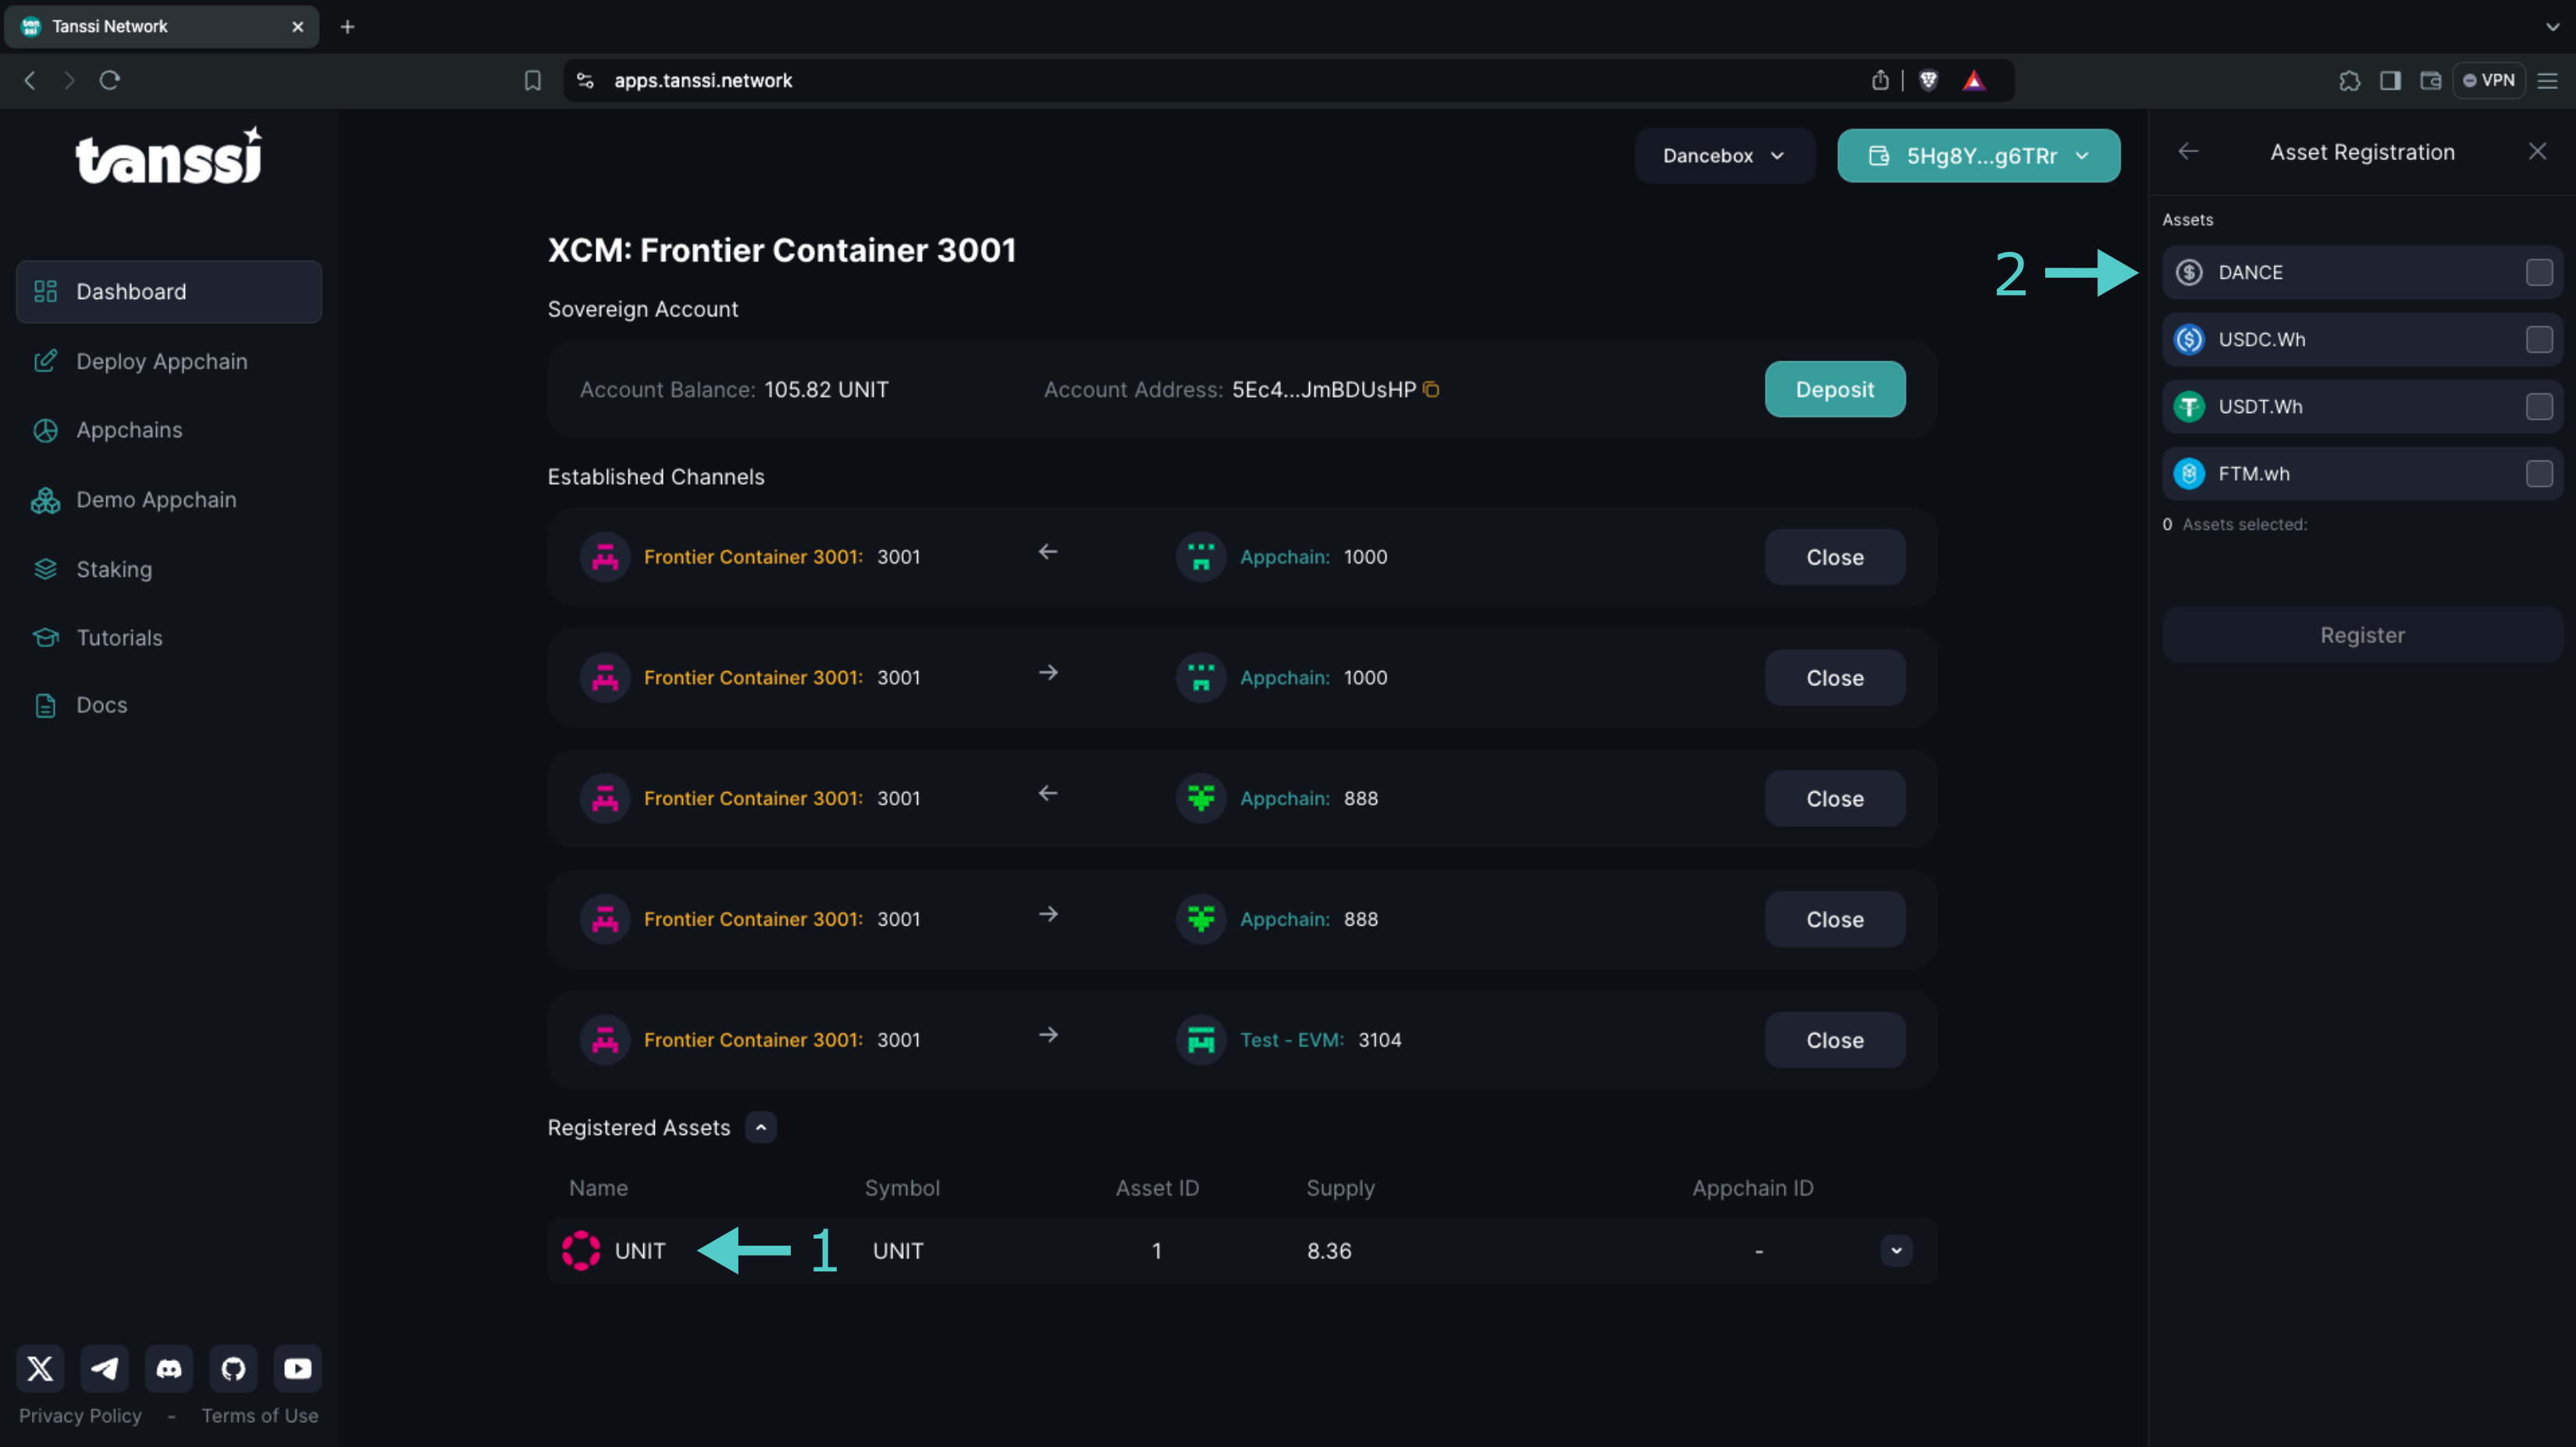 Tanssi Network
apps.tanssi.network
VPN
tanssi
Dashboard
Deploy Appchain
Appchains
Demo Appchain
Staking
Tutorials
Docs
Privacy Policy - Terms of Use
Dancebox
5Hg8Y...g6TRr
XCM: Frontier Container 3001
Sovereign Account
Account Balance: 105.82 UNIT Account Address: 5Ec4...JmBDUsHP Deposit
Established Channels
Frontier Container 3001: 3001 ← Appchain: 1000 Close
Frontier Container 3001: 3001 → Appchain: 1000 Close
Frontier Container 3001: 3001 ← Appchain: 888 Close
Frontier Container 3001: 3001 → Appchain: 888 Close
Frontier Container 3001: 3001 → Test - EVM: 3104 Close
Registered Assets
Name Symbol Asset ID Supply Appchain ID
UNIT 1 UNIT 1 8.36 -
Asset Registration
Assets
2 DANCE
USDC.Wh
USDT.Wh
FTM.wh
0 Assets selected:
Register